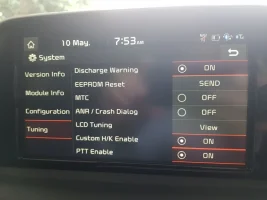 10 May. 7:53AM
System
Version Info
Module Info
Configuration
Tuning
Discharge Warning ON
EEPROM Reset SEND
MTC OFF
ANR / Crash Dialog OFF
LCD Tuning View
Custom H/K Enable ON
PTT Enable ON